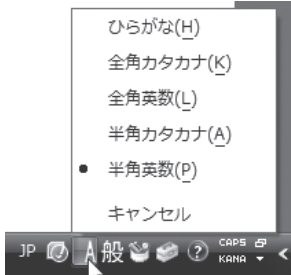 ひらがな(H)
全角カタカナ(K)
全角英数(L)
半角カタカナ(A)
半角英数(P)
キャンセル
JP A 般 ? CAPS KANA